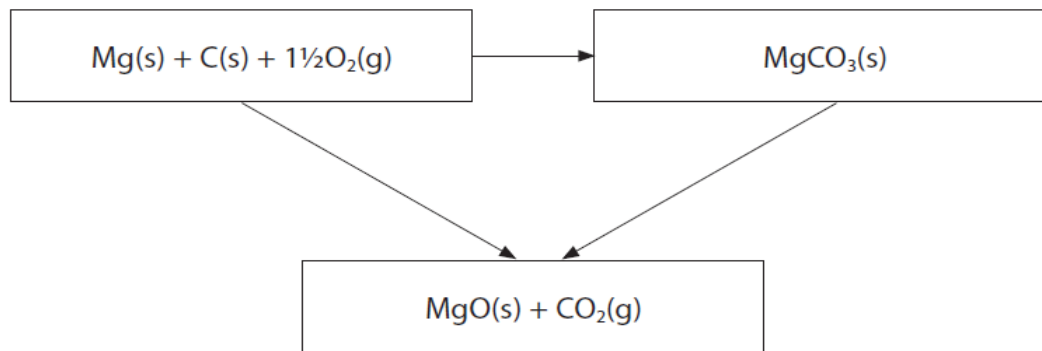 Mg(s) + C(s) + 1½O₂(g)
MgCO₃(s)
MgO(s) + CO₂(g)